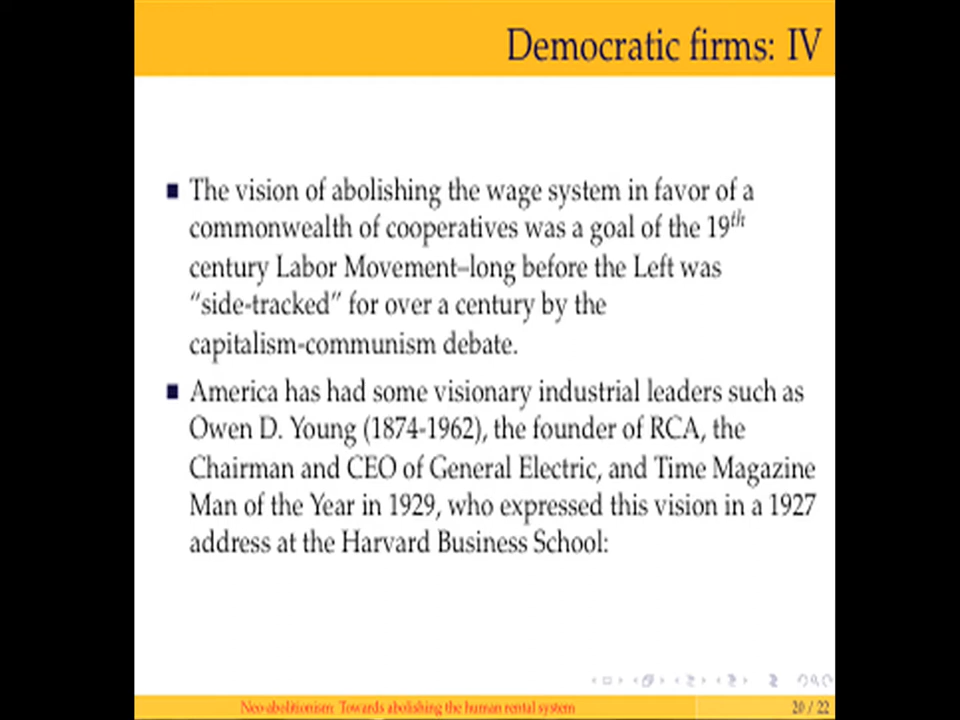 Democratic firms: IV
The vision of abolishing the wage system in favor of a
commonwealth of cooperatives was a goal of the 19th
century Labor Movement–long before the Left was
“side-tracked” for over a century by the
capitalism-communism debate.
America has had some visionary industrial leaders such as
Owen D. Young (1874-1962), the founder of RCA, the
Chairman and CEO of General Electric, and Time Magazine
Man of the Year in 1929, who expressed this vision in a 1927
address at the Harvard Business School:
Neo-abolitionism: Towards abolishing the human rental system
20 / 22